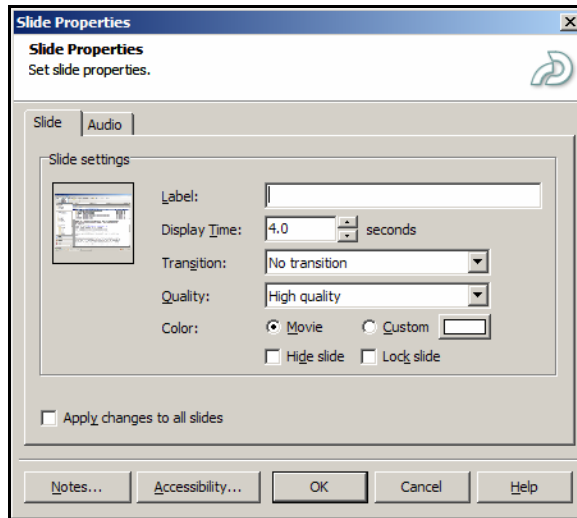 Slide Properties
Slide Properties
Set slide properties.
Slide Audio
Slide settings
Label:
Display Time: 4.0 seconds
Transition: No transition
Quality: High quality
Color: Movie Custom
Hide slide Lock slide
Apply changes to all slides
Notes... Accessibility... OK Cancel Help